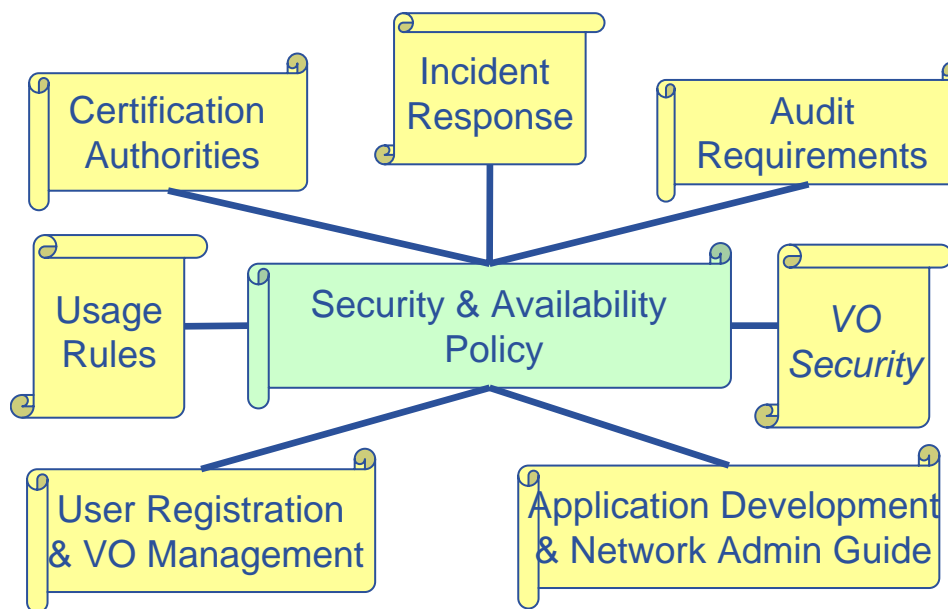 Incident
Response
Certification
Authorities
Audit
Requirements
Usage
Rules
Security & Availability
Policy
VO
Security
User Registration
& VO Management
Application Development
& Network Admin Guide